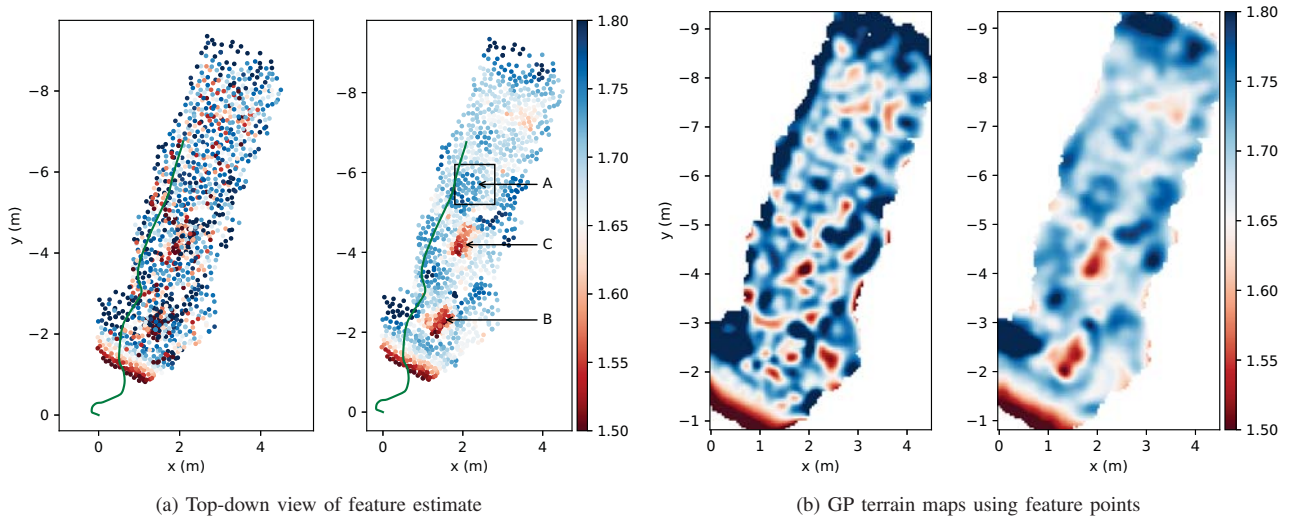 1.80
1.75
1.70
1.65
1.60
1.55
1.50
−8
−6
−4
−2
0
y (m)
0 2 4
x (m)
−8
−6
−4
−2
0
0 2 4
x (m)
A
C
B
(a) Top-down view of feature estimate
−9
−8
−7
−6
−5
−4
−3
−2
−1
y (m)
0 1 2 3 4
x (m)
−9
−8
−7
−6
−5
−4
−3
−2
−1
0 1 2 3 4
x (m)
1.80
1.75
1.70
1.65
1.60
1.55
1.50
(b) GP terrain maps using feature points